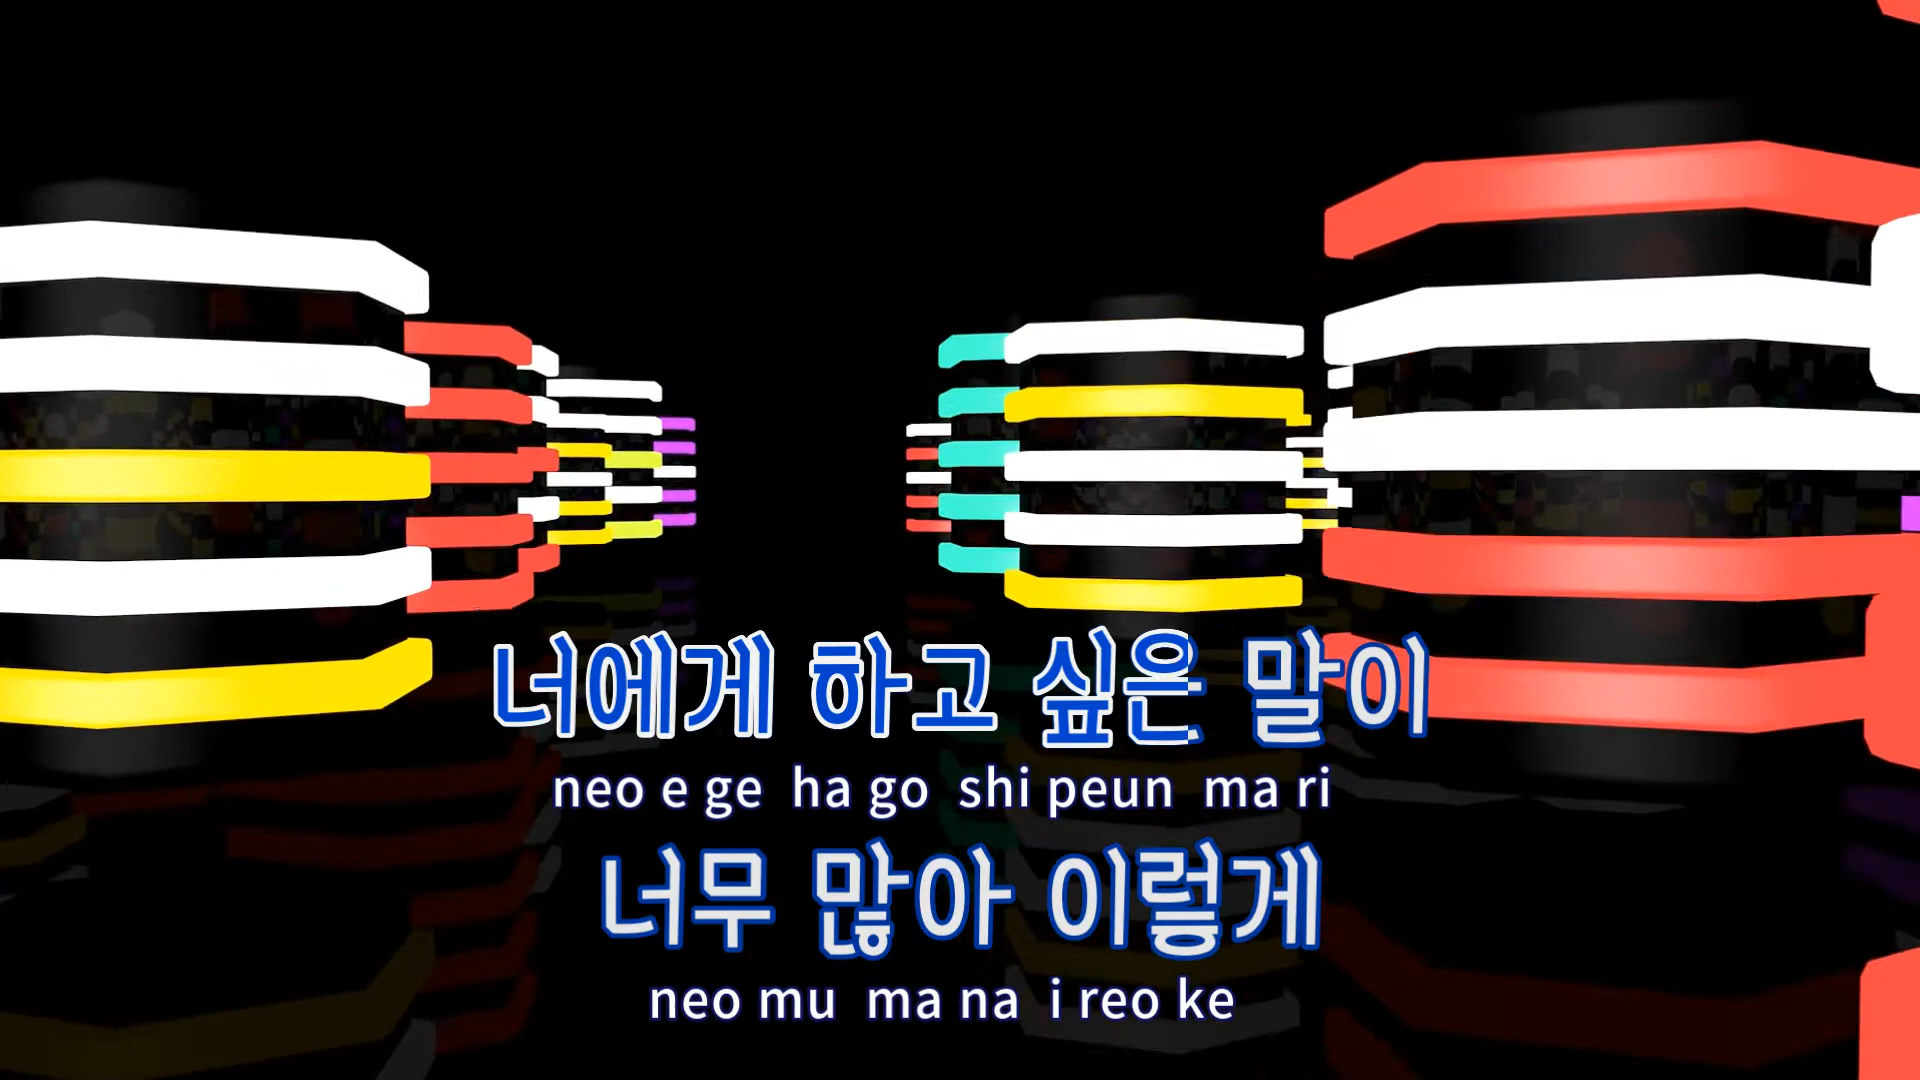 너에게 하고 싶은 말이
neo e ge ha go shi peun ma ri
너무 많아 이렇게
neo mu ma na i reo ke